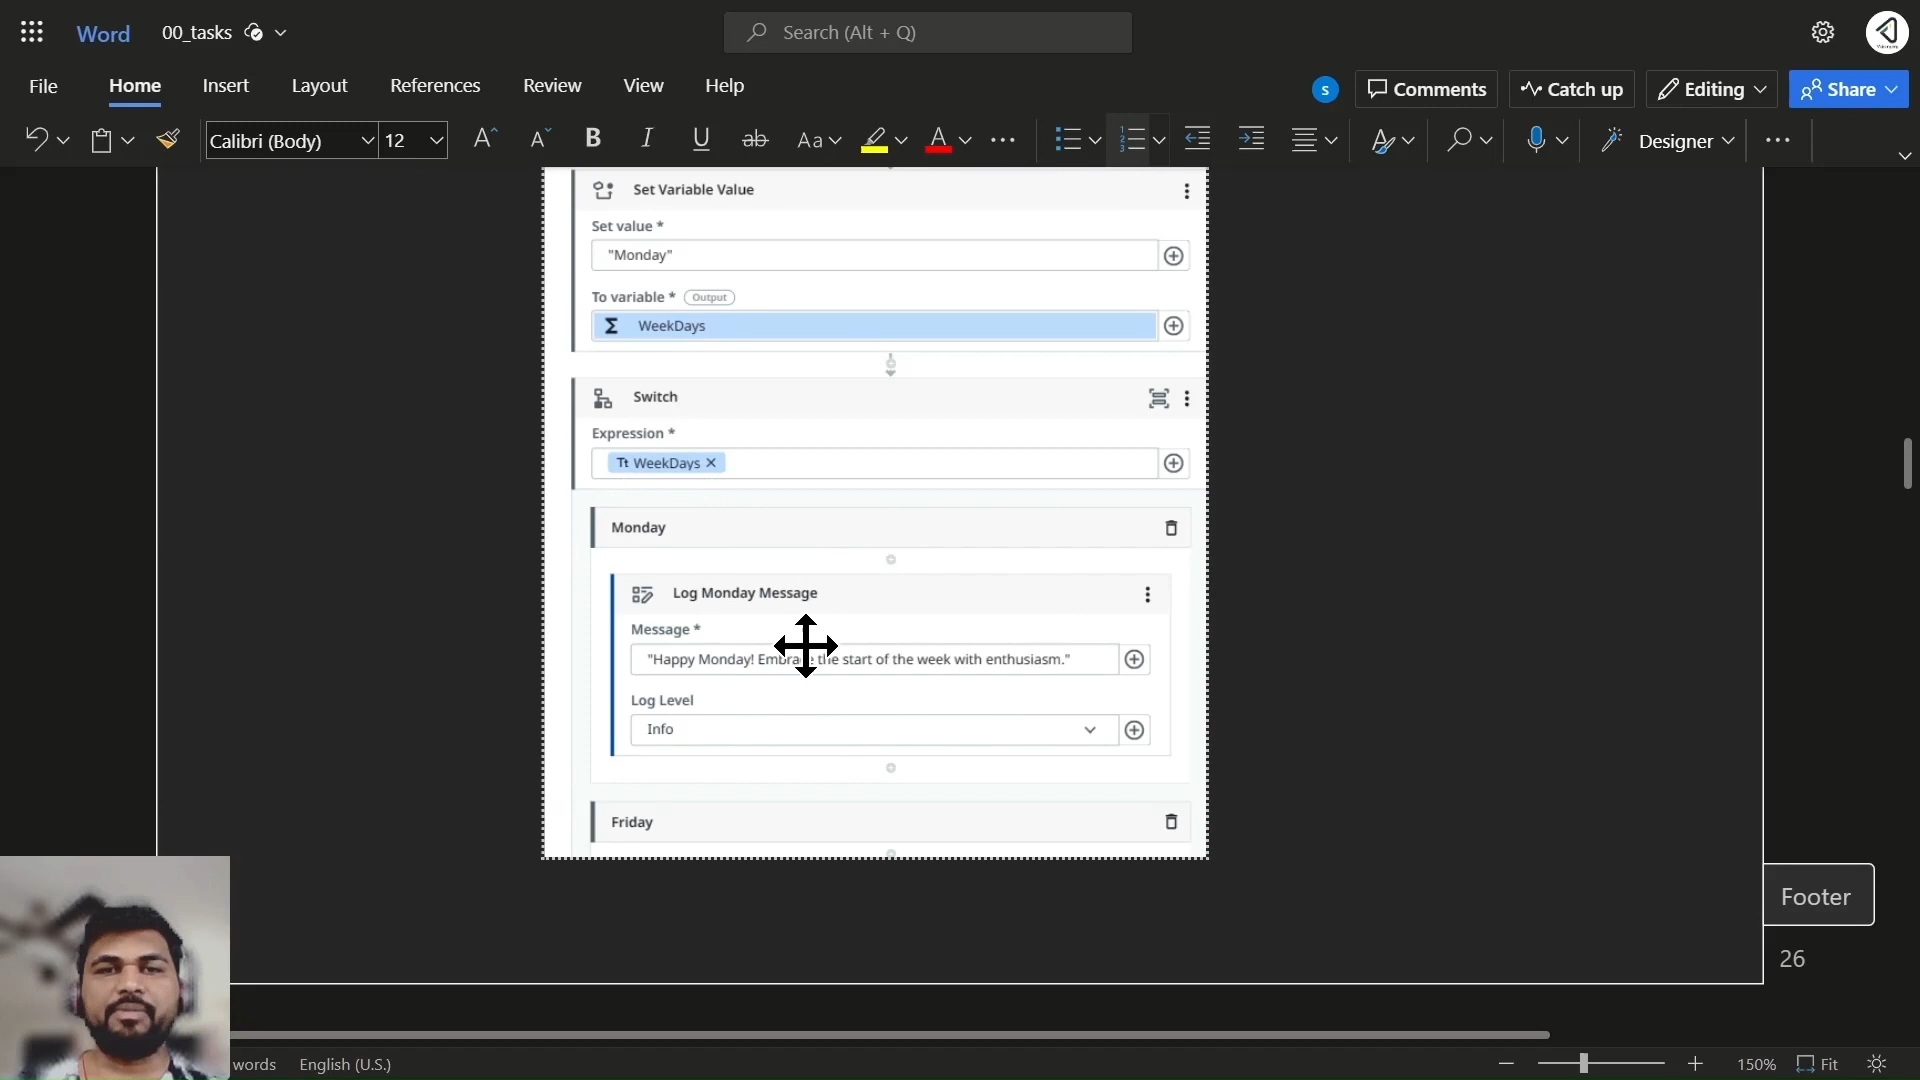 Word
00_tasks
Search (Alt + Q)
File
Home
Insert
Layout
References
Review
View
Help
S
Comments
Catch up
Editing
Share
Calibri (Body)
12
Designer
Set Variable Value
Set value *
"Monday"
To variable * Output
WeekDays
Switch
Expression *
Tt WeekDays
Monday
Log Monday Message
Message *
"Happy Monday! Embrace the start of the week with enthusiasm."
Log Level
Info
Friday
Footer
26
words
English (U.S.)
150%
Fit